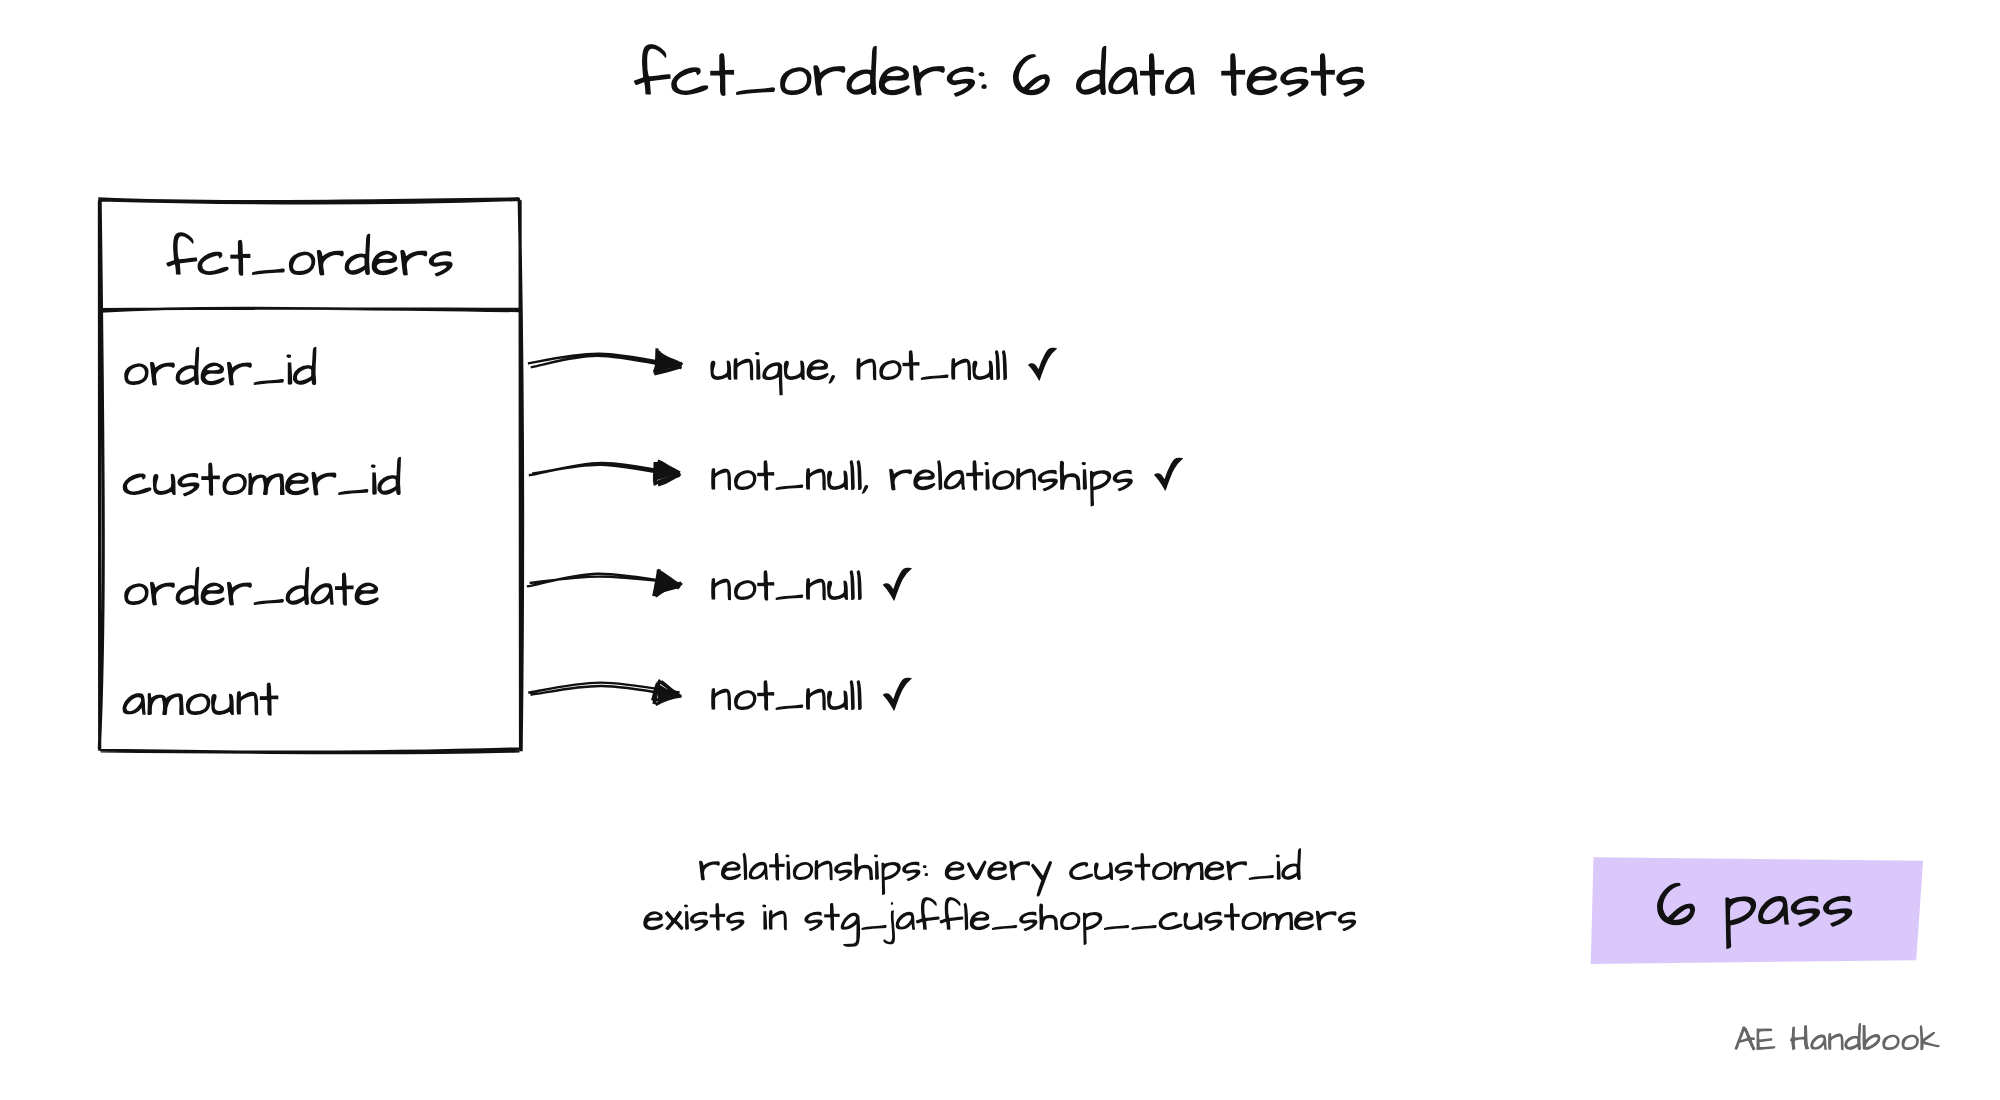 fct_orders: 6 data tests
fct_orders
order_id
unique, not_null ✓
customer_id
not_null, relationships ✓
order_date
not_null ✓
amount
not_null ✓
relationships: every customer_id
exists in stg_jaffle_shop__customers
6 pass
AE Handbook